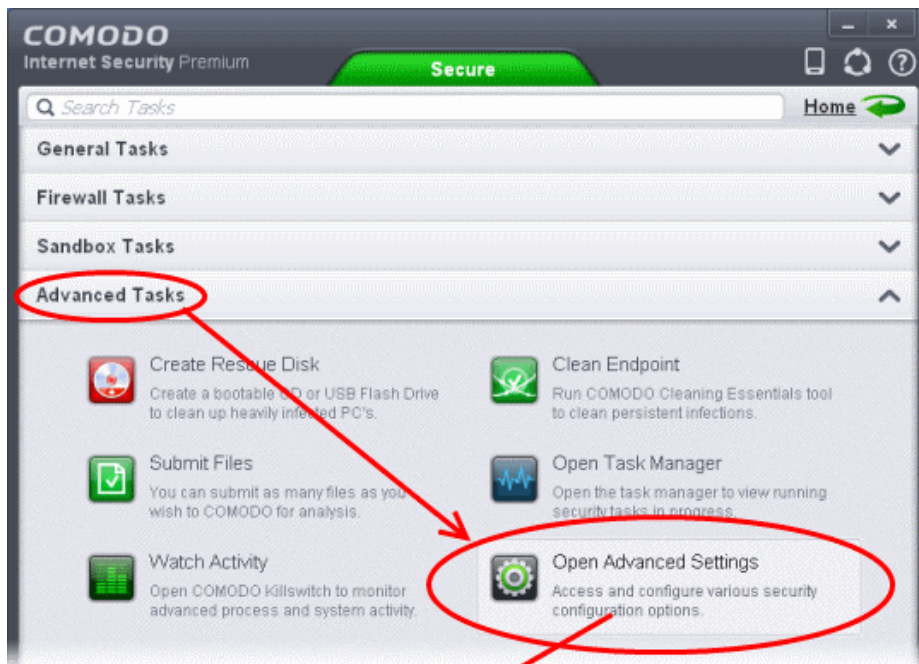 COMODO
Internet Security Premium
Secure
Search Tasks
Home
General Tasks
Firewall Tasks
Sandbox Tasks
Advanced Tasks
Create Rescue Disk
Create a bootable CD or USB Flash Drive
to clean up heavily infected PC's.
Clean Endpoint
Run COMODO Cleaning Essentials tool
to clean persistent infections.
Submit Files
You can submit as many files as you
wish to COMODO for analysis.
Open Task Manager
Open the task manager to view running
security tasks in progress.
Watch Activity
Open COMODO Killswitch to monitor
advanced process and system activity.
Open Advanced Settings
Access and configure various security
configuration options.